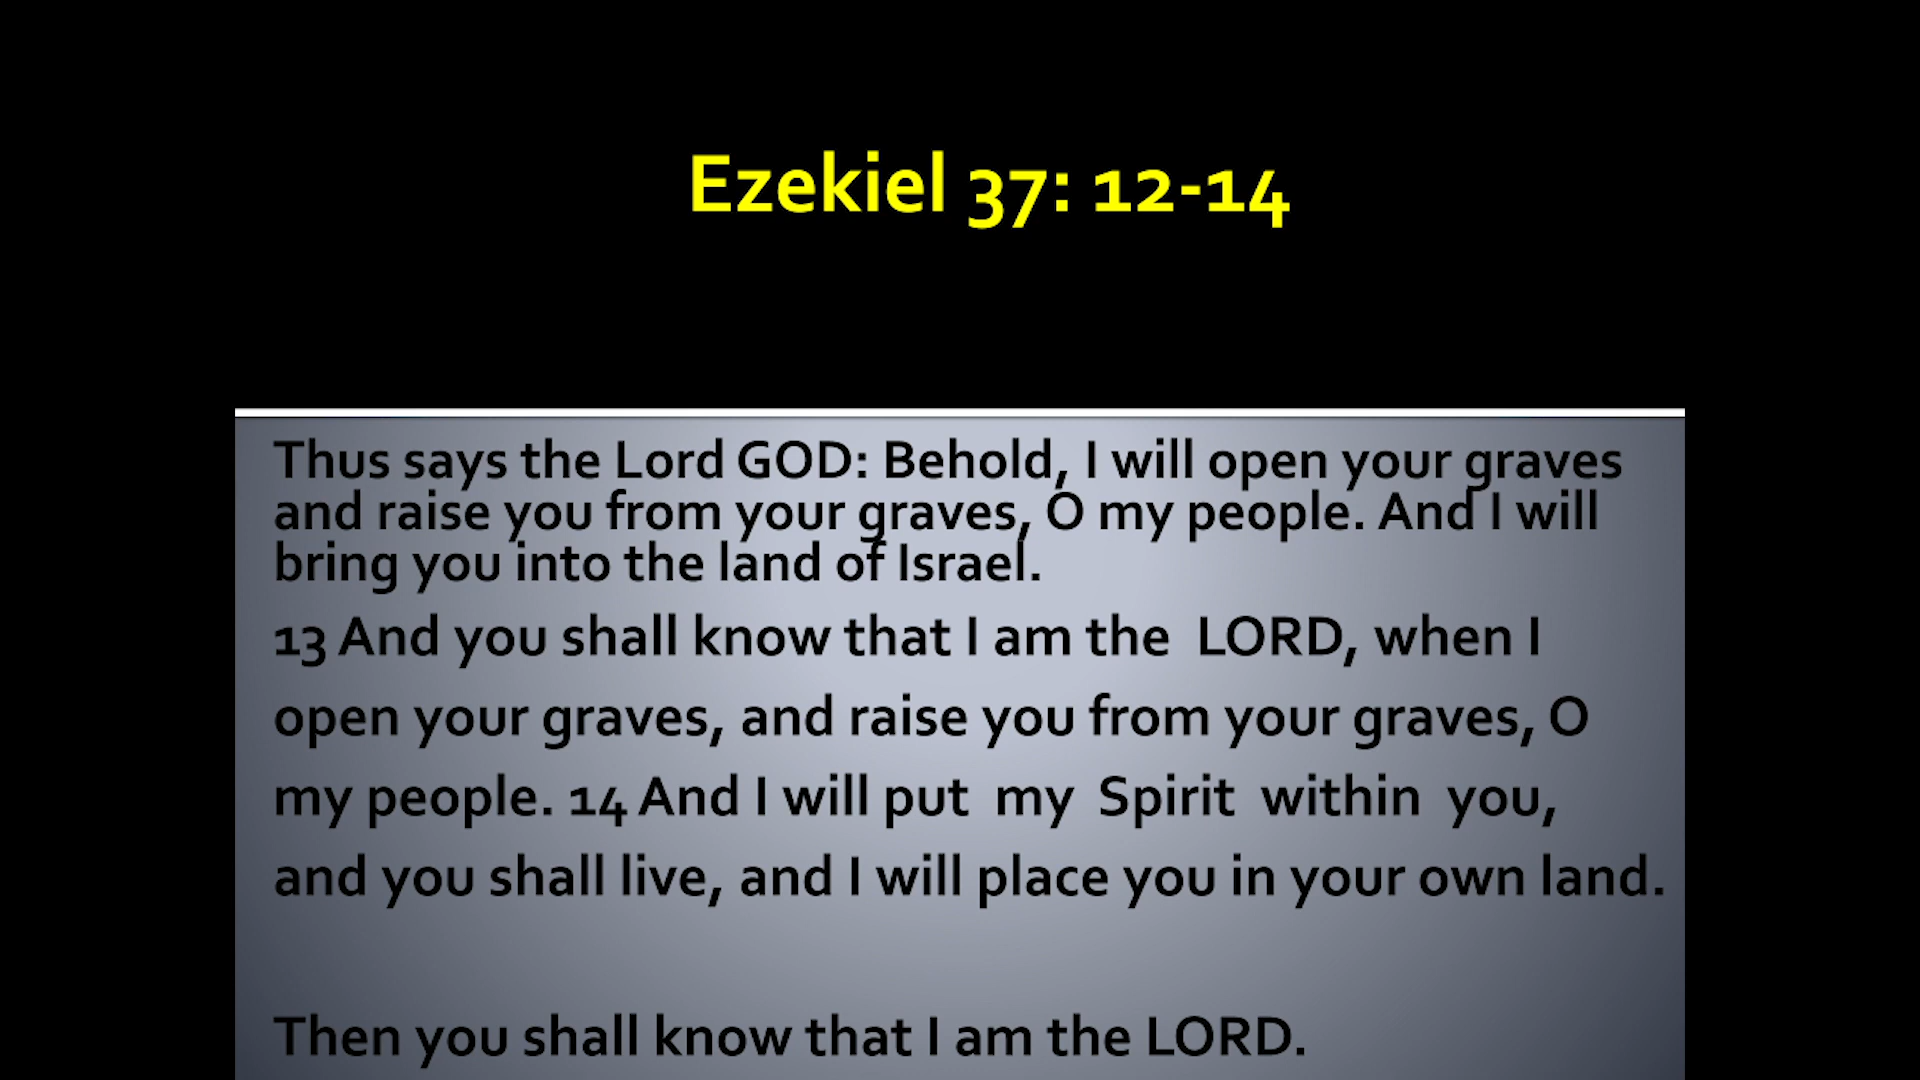 Ezekiel 37: 12-14
Thus says the Lord GOD: Behold, I will open your graves
and raise you from your graves, O my people. And I will
bring you into the land of Israel.
13 And you shall know that I am the LORD, when I
open your graves, and raise you from your graves, O
my people. 14 And I will put my Spirit within you,
and you shall live, and I will place you in your own land.
Then you shall know that I am the LORD.